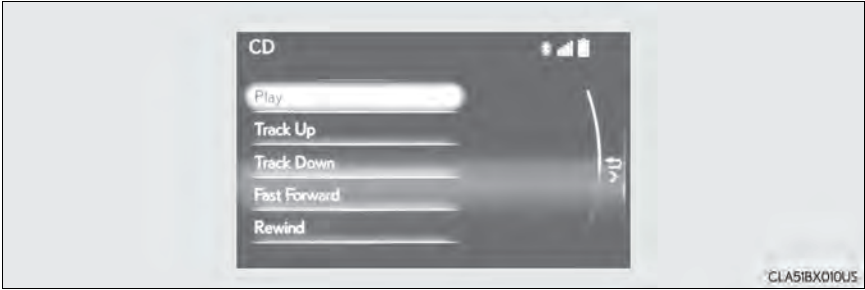 CD
Play
Track Up
Track Down
Fast Forward
Rewind
CLA51BX010US